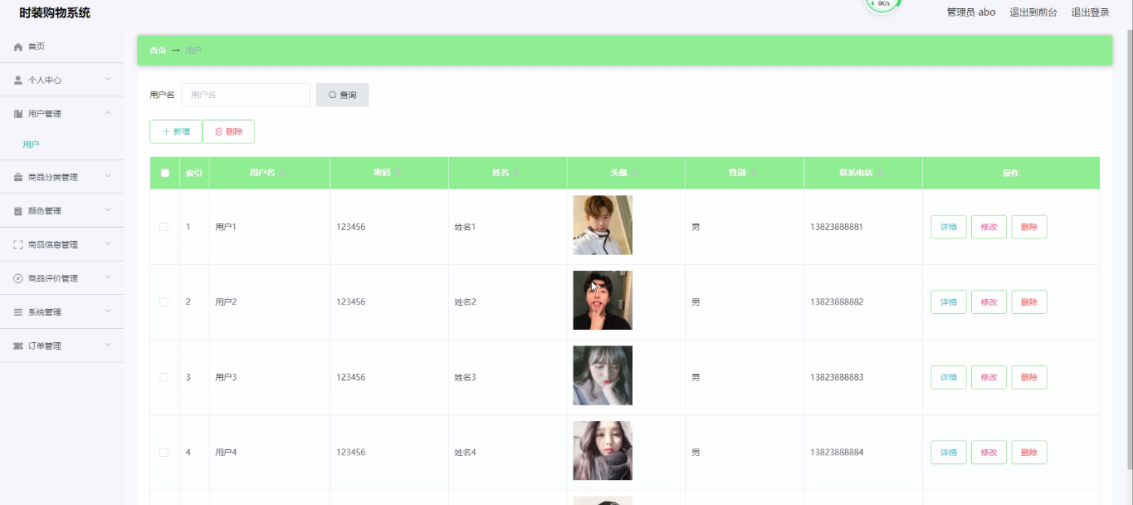 时装购物系统
0K/s
管理员 abo 退出到前台 退出登录
首页
个人中心
用户管理
用户
商品分类管理
颜色管理
商品信息管理
商品评价管理
系统管理
订单管理
首页 → 用户
用户名 用户名 查询
新增 删除
索引 用户名 密码 姓名 头像 性别 联系电话 操作
1 用户1 123456 姓名1 男 13823888881 详情 修改 删除
2 用户2 123456 姓名2 男 13823888882 详情 修改 删除
3 用户3 123456 姓名3 男 13823888883 详情 修改 删除
4 用户4 123456 姓名4 男 13823888884 详情 修改 删除